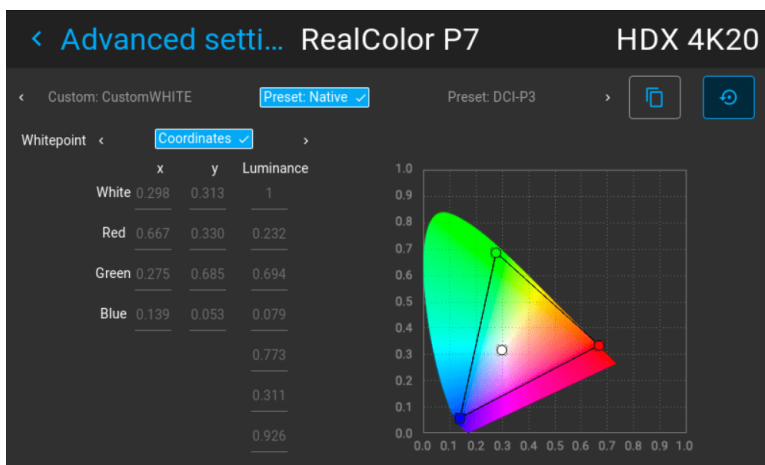 ‹ Advanced setti... RealColor P7 HDX 4K20
‹ Custom: CustomWHITE Preset: Native ✓ Preset: DCI-P3 ›
Whitepoint ‹ Coordinates ✓ ›
x y Luminance
White 0.298 0.313 1
Red 0.667 0.330 0.232
Green 0.275 0.685 0.694
Blue 0.139 0.053 0.079
0.773
0.311
0.926
1.0
0.9
0.8
0.7
0.6
0.5
0.4
0.3
0.2
0.1
0.0
0.0 0.1 0.2 0.3 0.4 0.5 0.6 0.7 0.8 0.9 1.0